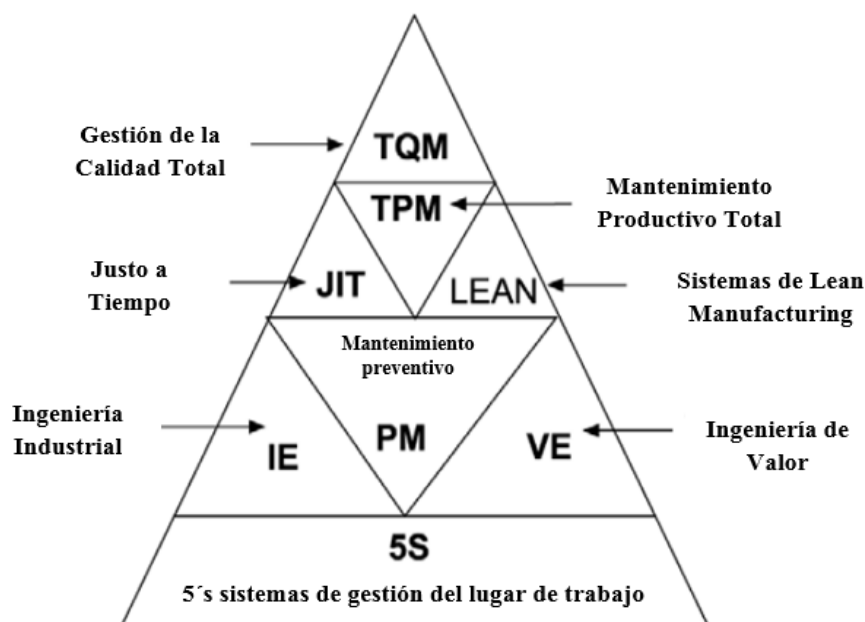 TQM
Gestión de la
Calidad Total
TPM
Mantenimiento
Productivo Total
Justo a
Tiempo
JIT
LEAN
Sistemas de Lean
Manufacturing
Mantenimiento
preventivo
Ingeniería
Industrial
IE
PM
VE
Ingeniería de
Valor
5S
5´s sistemas de gestión del lugar de trabajo